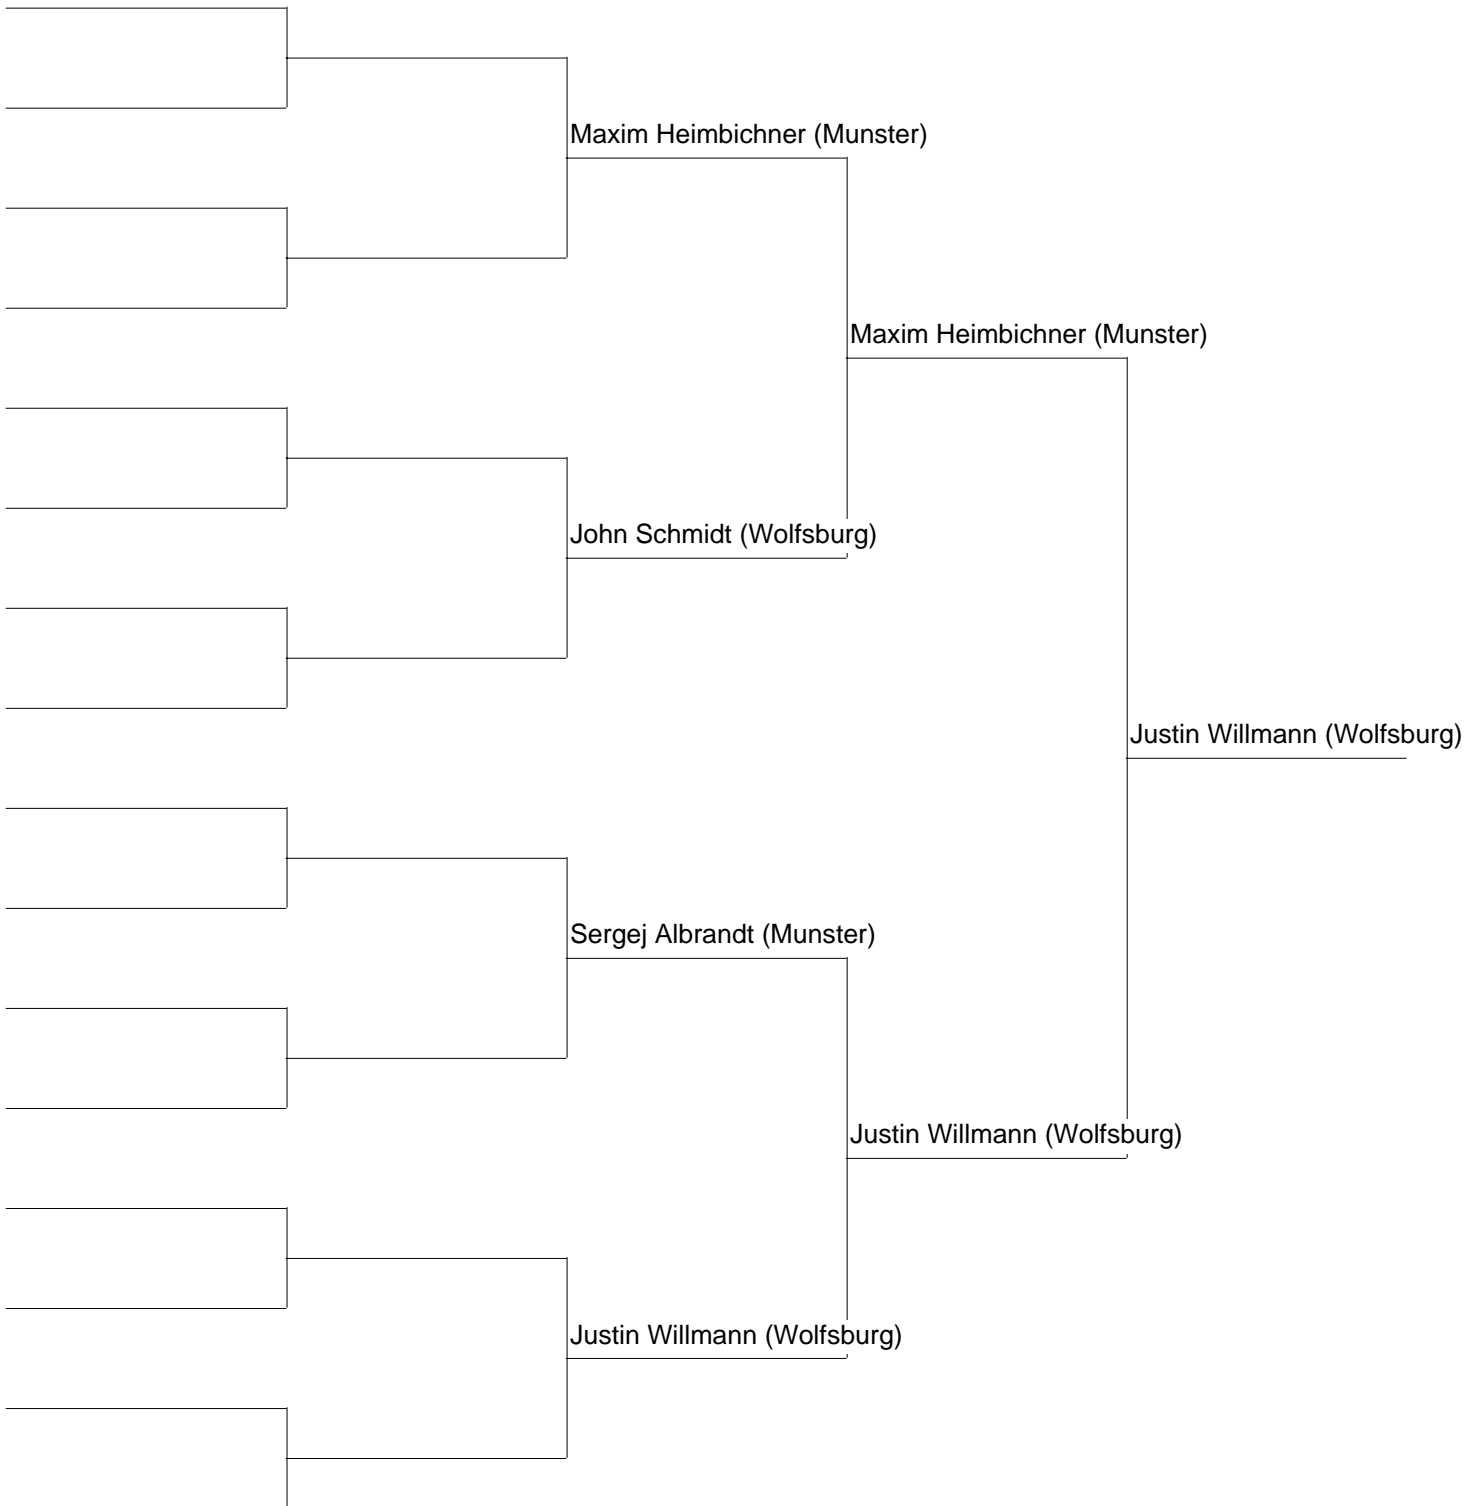 Maxim Heimbichner (Munster)
Maxim Heimbichner (Munster)
John Schmidt (Wolfsburg)
Justin Willmann (Wolfsburg)
Sergej Albrandt (Munster)
Justin Willmann (Wolfsburg)
Justin Willmann (Wolfsburg)